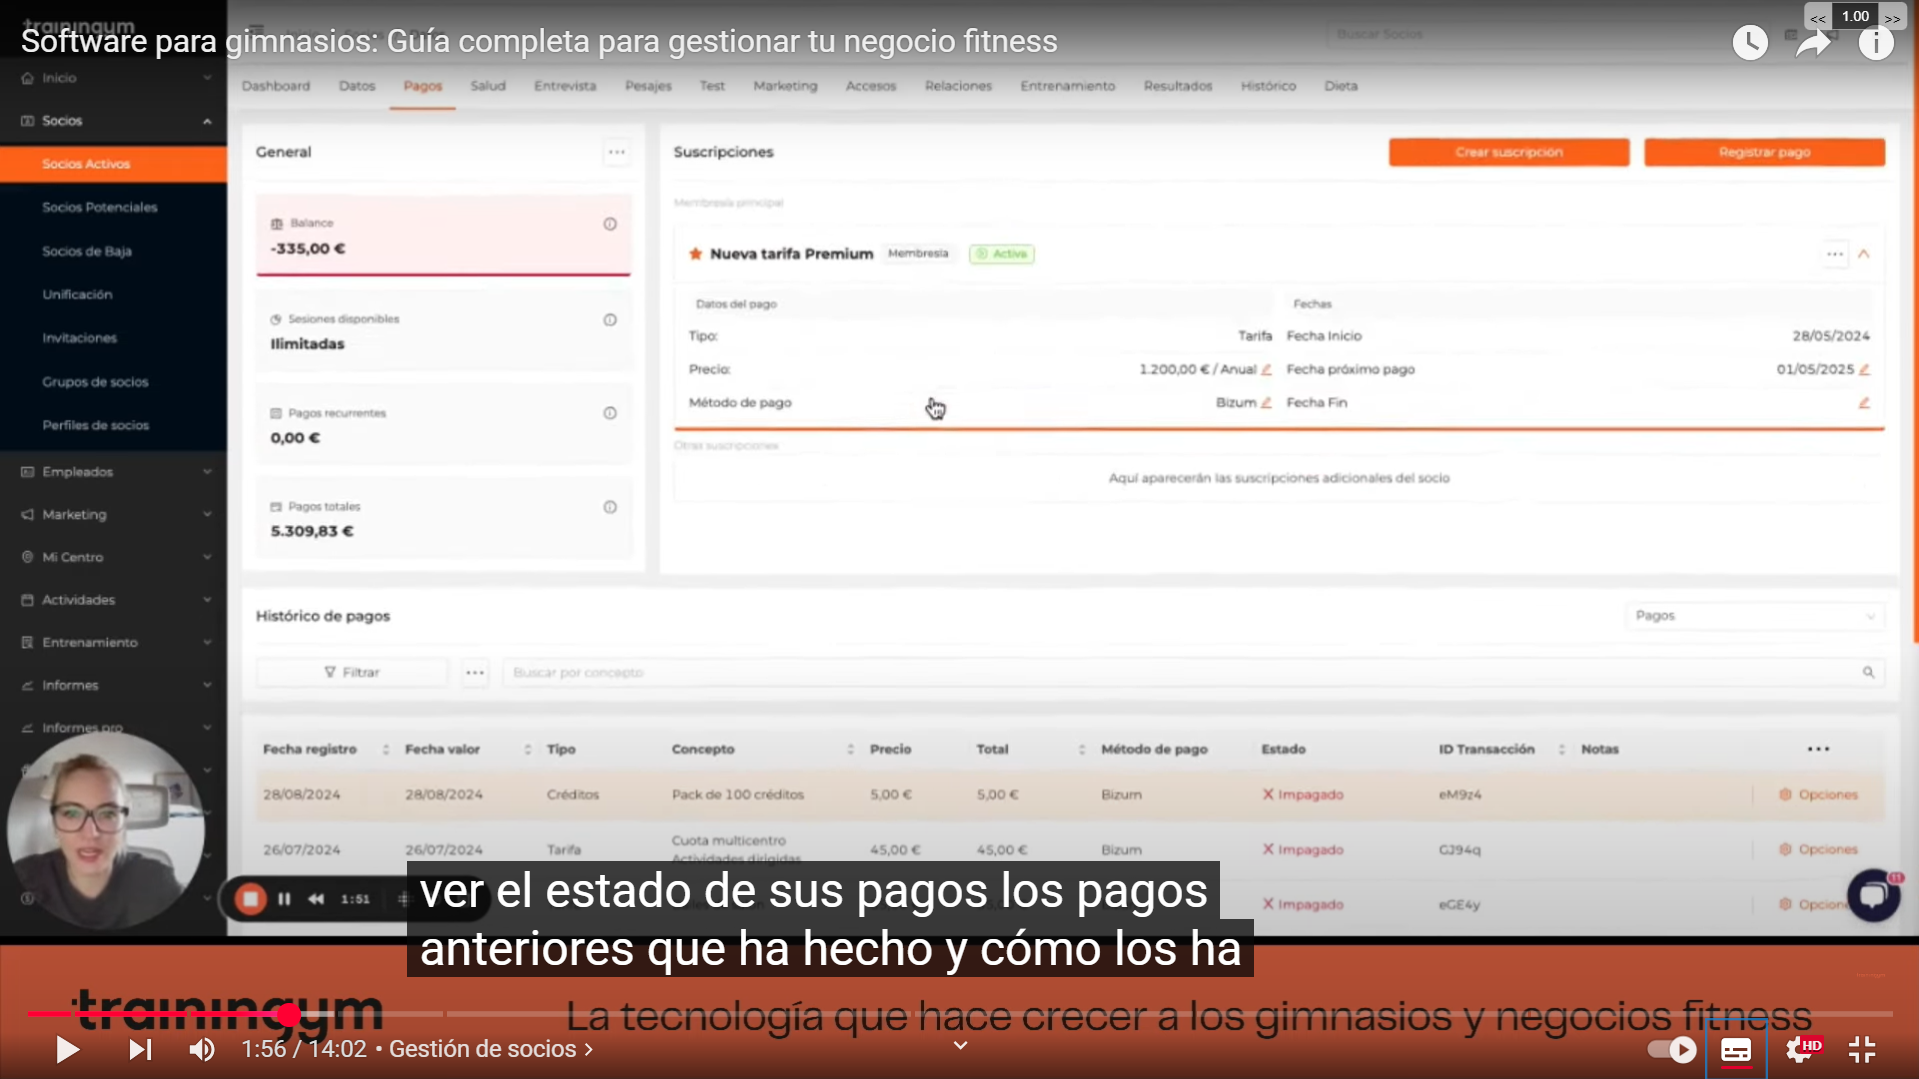 trainingym
Software para gimnasios: Guía completa para gestionar tu negocio fitness
<< 1.00 >>
Buscar Socios
Inicio
Socios
Socios Activos
Socios Potenciales
Socios de Baja
Unificación
Invitaciones
Grupos de socios
Perfiles de socios
Empleados
Marketing
Mi Centro
Actividades
Entrenamiento
Informes
Informes pro
Dashboard Datos Pagos Salud Entrevista Pesajes Test Marketing Accesos Relaciones Entrenamiento Resultados Histórico Dieta
General
Balance
-335,00 €
Sesiones disponibles
Ilimitadas
Pagos recurrentes
0,00 €
Pagos totales
5.309,83 €
Suscripciones
Crear suscripción
Registrar pago
Membresía principal
Nueva tarifa Premium Membresía Activa
Datos del pago Fechas
Tipo: Tarifa Fecha Inicio 28/05/2024
Precio: 1.200,00 € / Anual Fecha próximo pago 01/05/2025
Método de pago Bizum Fecha Fin
Otras suscripciones
Aquí aparecerán las suscripciones adicionales del socio
Histórico de pagos
Pagos
Filtrar
Buscar por concepto
Fecha registro Fecha valor Tipo Concepto Precio Total Método de pago Estado ID Transacción Notas
28/08/2024 28/08/2024 Créditos Pack de 100 créditos 5,00 € 5,00 € Bizum X Impagado eM9z4 Opciones
26/07/2024 26/07/2024 Tarifa Cuota multicentro Actividades dirigidas 45,00 € 45,00 € Bizum X Impagado GJ94q Opciones
X Impagado eGE4y Opcion
11
1:51
ver el estado de sus pagos los pagos
anteriores que ha hecho y cómo los ha
trainingym
La tecnología que hace crecer a los gimnasios y negocios fitness
1:56 / 14:02 • Gestión de socios
HD